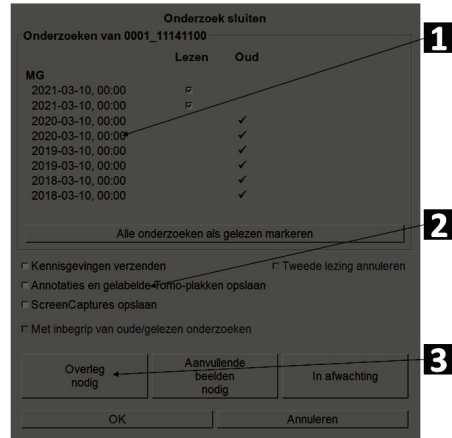 Onderzoek sluiten
Onderzoeken van 0001_11141100
Lezen Oud
MG
2021-03-10, 00:00
2021-03-10, 00:00
2020-03-10, 00:00
2020-03-10, 00:00
2019-03-10, 00:00
2019-03-10, 00:00
2018-03-10, 00:00
2018-03-10, 00:00
Alle onderzoeken als gelezen markeren
Kennisgevingen verzenden Tweede lezing annuleren
Annotaties en gelabelde Tomo-plakken opslaan
ScreenCaptures opslaan
Met inbegrip van oude/gelezen onderzoeken
Overleg
nodig
Aanvullende
beelden
nodig
In afwachting
OK Annuleren
1
2
3